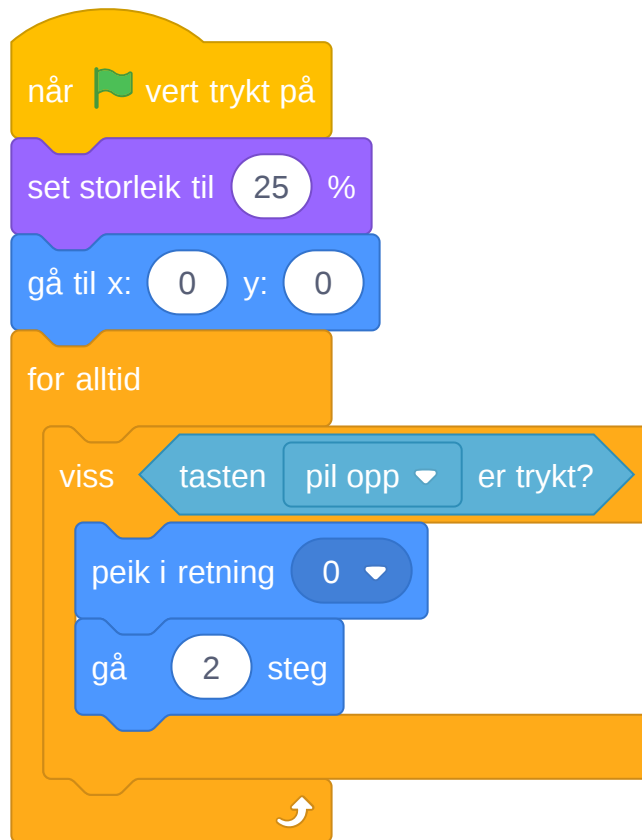 når vert trykt på
set storleik til 25 %
gå til x: 0 y: 0
for alltid
viss tasten pil opp er trykt?
peik i retning 0
gå 2 steg